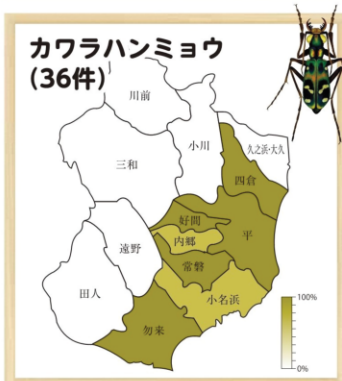 カワラハンミョウ
(36件)
川前
小川
久之浜・大久
三和
四倉
好間
平
内郷
遠野
常磐
田人
小名浜
勿来
100%
0%